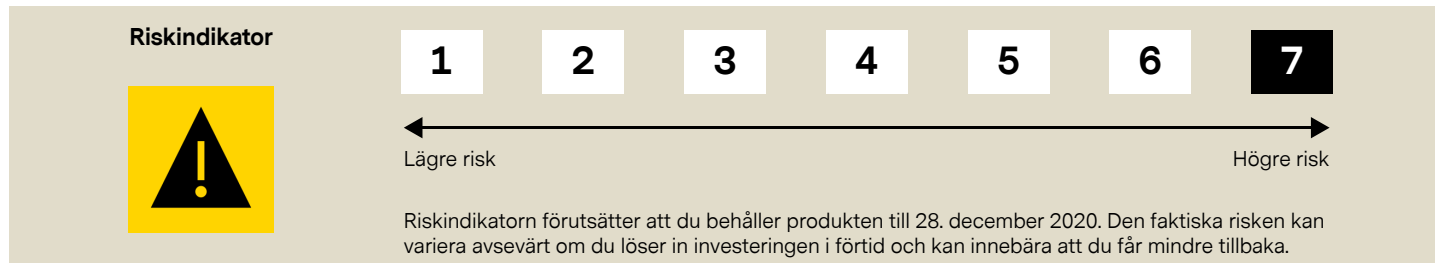 Riskindikator
1 2 3 4 5 6 7
Lägre risk Högre risk
Riskindikatorn förutsätter att du behåller produkten till 28. december 2020. Den faktiska risken kan
variera avsevärt om du löser in investeringen i förtid och kan innebära att du får mindre tillbaka.